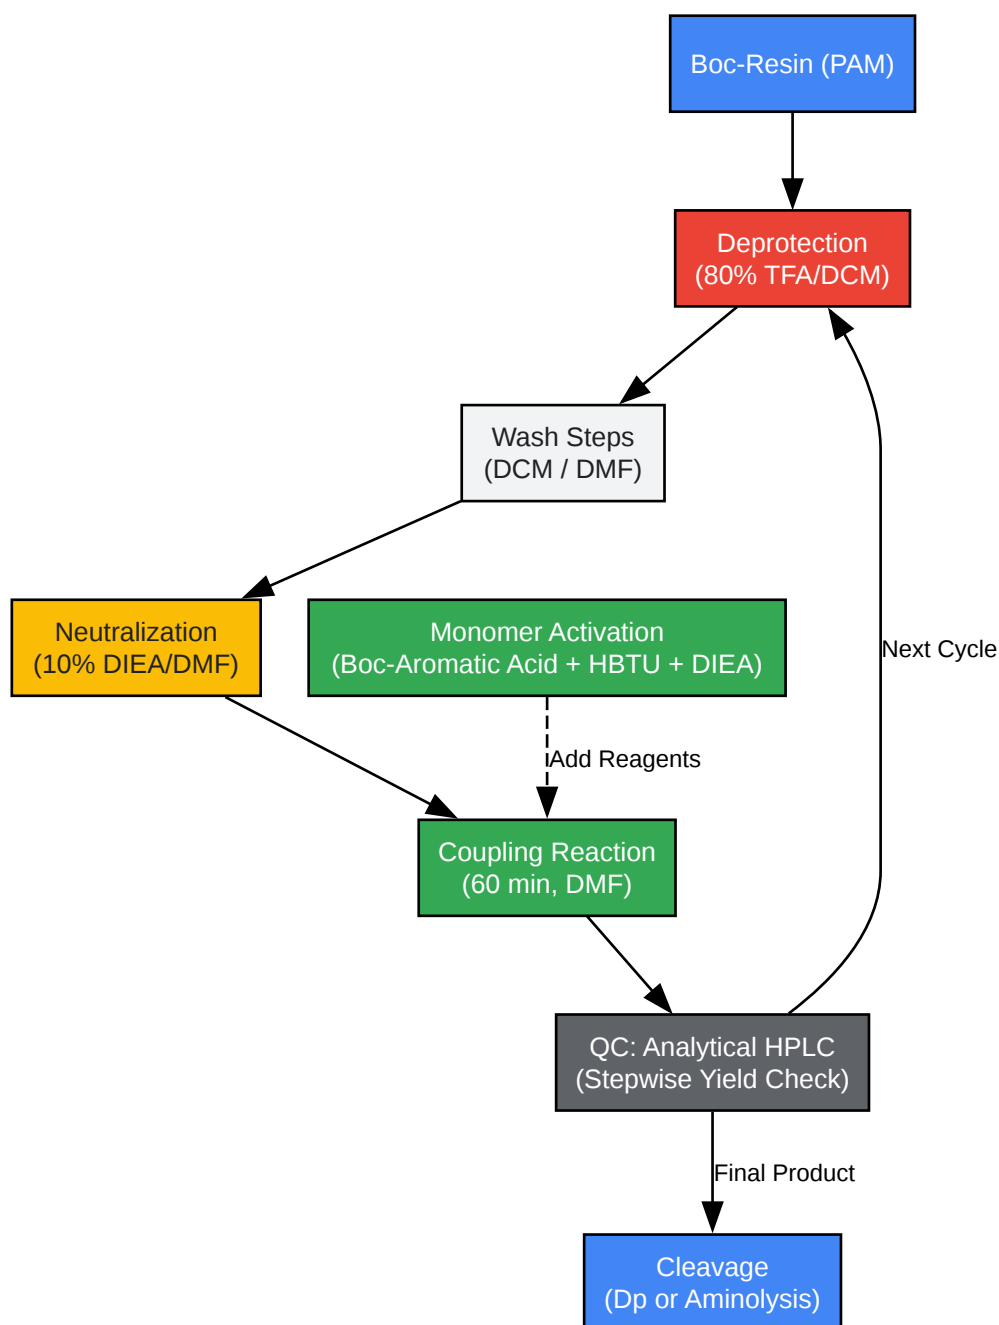 Boc-Resin (PAM)
Deprotection
(80% TFA/DCM)
Wash Steps
(DCM / DMF)
Neutralization
(10% DIEA/DMF)
Monomer Activation
(Boc-Aromatic Acid + HBTU + DIEA)
Next Cycle
Add Reagents
Coupling Reaction
(60 min, DMF)
QC: Analytical HPLC
(Stepwise Yield Check)
Final Product
Cleavage
(Dp or Aminolysis)